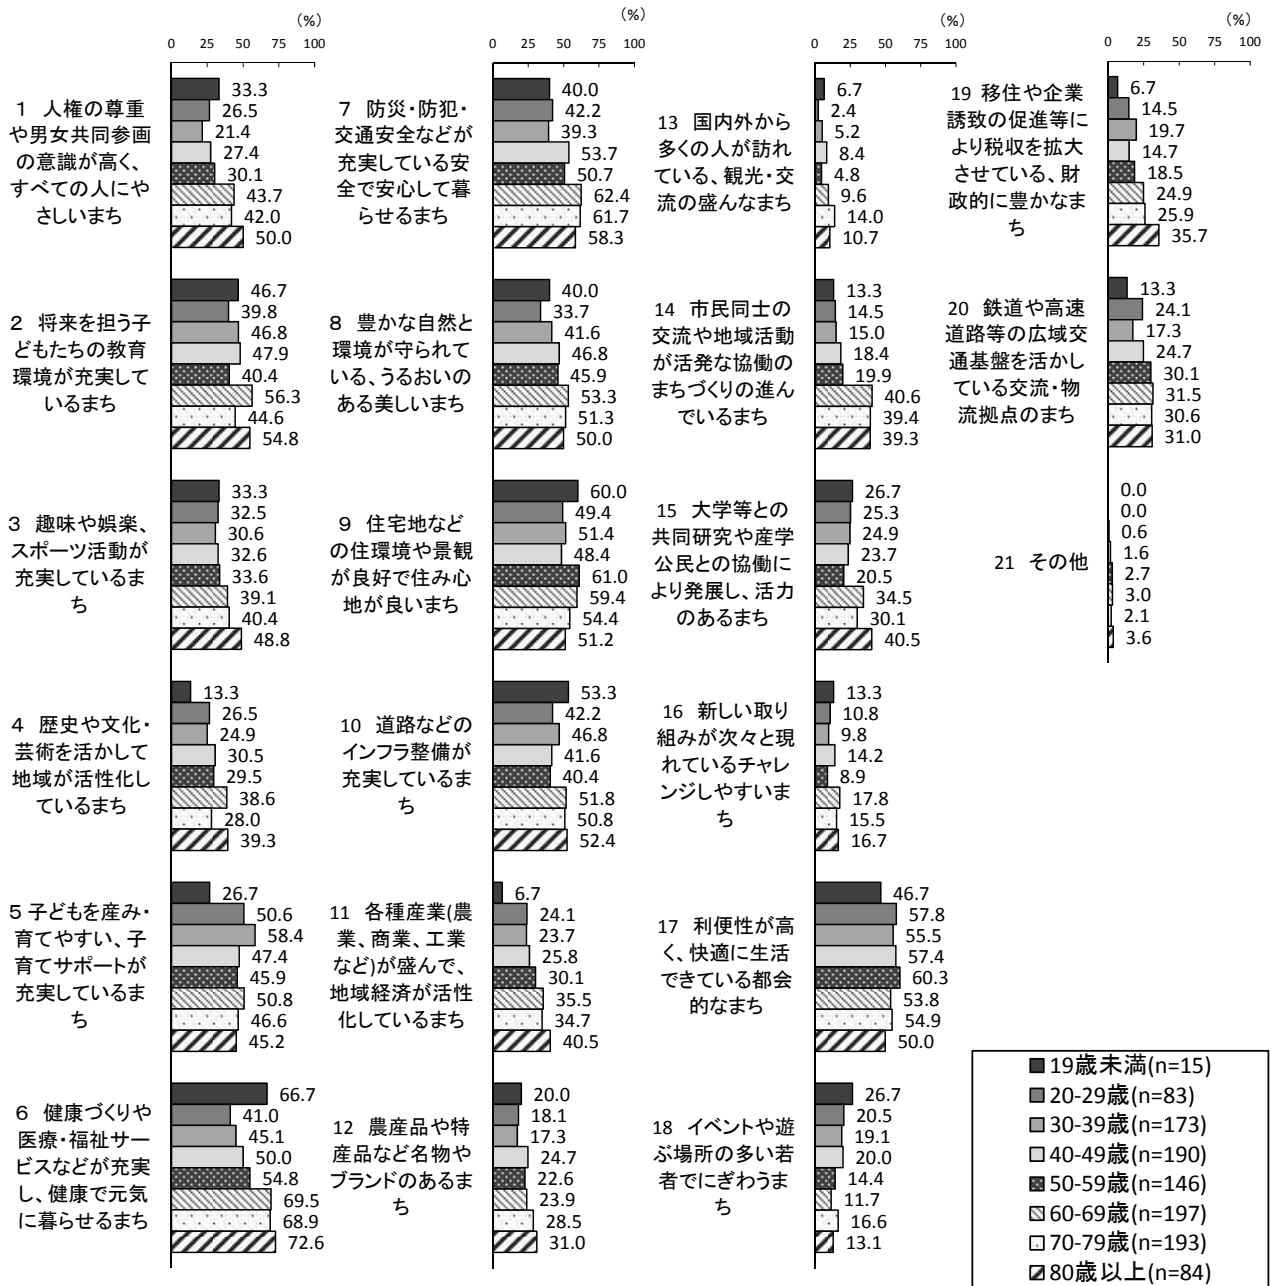 (%)
0 25 50 75 100
1 人権の尊重
や男女共同参画
の意識が高く、
すべての人にや
さしいまち
33.3
26.5
21.4
27.4
30.1
43.7
42.0
50.0
2 将来を担う子
どもたちの教育
環境が充実して
いるまち
46.7
39.8
46.8
47.9
40.4
56.3
44.6
54.8
3 趣味や娯楽、
スポーツ活動が
充実しているま
ち
33.3
32.5
30.6
32.6
33.6
39.1
40.4
48.8
4 歴史や文化・
芸術を活かして
地域が活性化し
ているまち
13.3
26.5
24.9
30.5
29.5
38.6
28.0
39.3
5 子どもを産み・
育てやすい、子
育てサポートが
充実しているま
ち
26.7
50.6
58.4
47.4
45.9
50.8
46.6
45.2
6 健康づくりや
医療・福祉サー
ビスなどが充実
し、健康で元気
に暮らせるまち
66.7
41.0
45.1
50.0
54.8
69.5
68.9
72.6
(%)
0 25 50 75 100
7 防災・防犯・
交通安全などが
充実している安
全で安心して暮
らせるまち
40.0
42.2
39.3
53.7
50.7
62.4
61.7
58.3
8 豊かな自然と
環境が守られて
いる、うるおいの
ある美しいまち
40.0
33.7
41.6
46.8
45.9
53.3
51.3
50.0
9 住宅地など
の住環境や景観
が良好で住み心
地が良いまち
60.0
49.4
51.4
48.4
61.0
59.4
54.4
51.2
10 道路などの
インフラ整備が
充実しているま
ち
53.3
42.2
46.8
41.6
40.4
51.8
50.8
52.4
11 各種産業(農
業、商業、工業
など)が盛んで、
地域経済が活性
化しているまち
6.7
24.1
23.7
25.8
30.1
35.5
34.7
40.5
12 農産品や特
産品など名物や
ブランドのあるま
ち
20.0
18.1
17.3
24.7
22.6
23.9
28.5
31.0
(%)
0 25 50 75 100
13 国内外から
多くの人が訪れ
ている、観光・交
流の盛んなまち
6.7
2.4
5.2
8.4
4.8
9.6
14.0
10.7
14 市民同士の
交流や地域活動
が活発な協働の
まちづくりの進ん
でいるまち
13.3
14.5
15.0
18.4
19.9
40.6
39.4
39.3
15 大学等との
共同研究や産学
公民との協働に
より発展し、活力
のあるまち
26.7
25.3
24.9
23.7
20.5
34.5
30.1
40.5
16 新しい取り
組みが次々と現
れているチャレ
ンジしやすいま
ち
13.3
10.8
9.8
14.2
8.9
17.8
15.5
16.7
17 利便性が高
く、快適に生活
できている都会
的なまち
46.7
57.8
55.5
57.4
60.3
53.8
54.9
50.0
18 イベントや遊
ぶ場所の多い若
者でにぎわうま
ち
26.7
20.5
19.1
20.0
14.4
11.7
16.6
13.1
(%)
0 25 50 75 100
19 移住や企業
誘致の促進等に
より税収を拡大
させている、財
政的に豊かなま
ち
6.7
14.5
19.7
14.7
18.5
24.9
25.9
35.7
20 鉄道や高速
道路等の広域交
通基盤を活かし
ている交流・物
流拠点のまち
13.3
24.1
17.3
24.7
30.1
31.5
30.6
31.0
21 その他
0.0
0.0
0.6
1.6
2.7
3.0
2.1
3.6
19歳未満(n=15)
20-29歳(n=83)
30-39歳(n=173)
40-49歳(n=190)
50-59歳(n=146)
60-69歳(n=197)
70-79歳(n=193)
80歳以上(n=84)